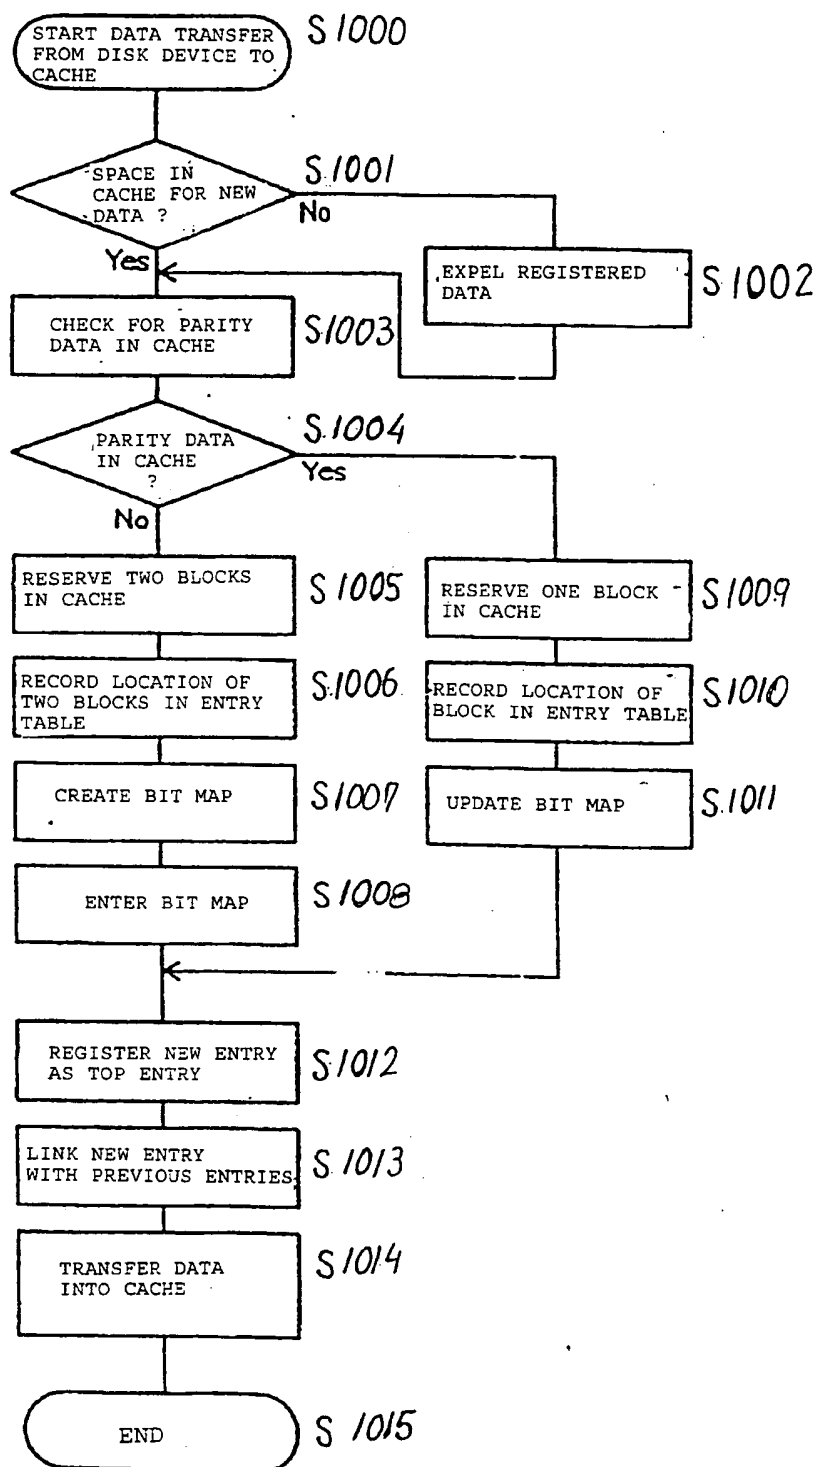 START DATA TRANSFER
FROM DISK DEVICE TO
CACHE
S1000
SPACE IN
CACHE FOR NEW
DATA ?
S1001
No
Yes
EXPEL REGISTERED
DATA
S1002
CHECK FOR PARITY
DATA IN CACHE
S1003
PARITY DATA
IN CACHE
?
S1004
Yes
No
RESERVE TWO BLOCKS
IN CACHE
S1005
RESERVE ONE BLOCK
IN CACHE
S1009
RECORD LOCATION OF
TWO BLOCKS IN ENTRY
TABLE
S1006
RECORD LOCATION OF
BLOCK IN ENTRY TABLE
S1010
CREATE BIT MAP
S1007
UPDATE BIT MAP
S1011
ENTER BIT MAP
S1008
REGISTER NEW ENTRY
AS TOP ENTRY
S1012
LINK NEW ENTRY
WITH PREVIOUS ENTRIES
S1013
TRANSFER DATA
INTO CACHE
S1014
END
S1015